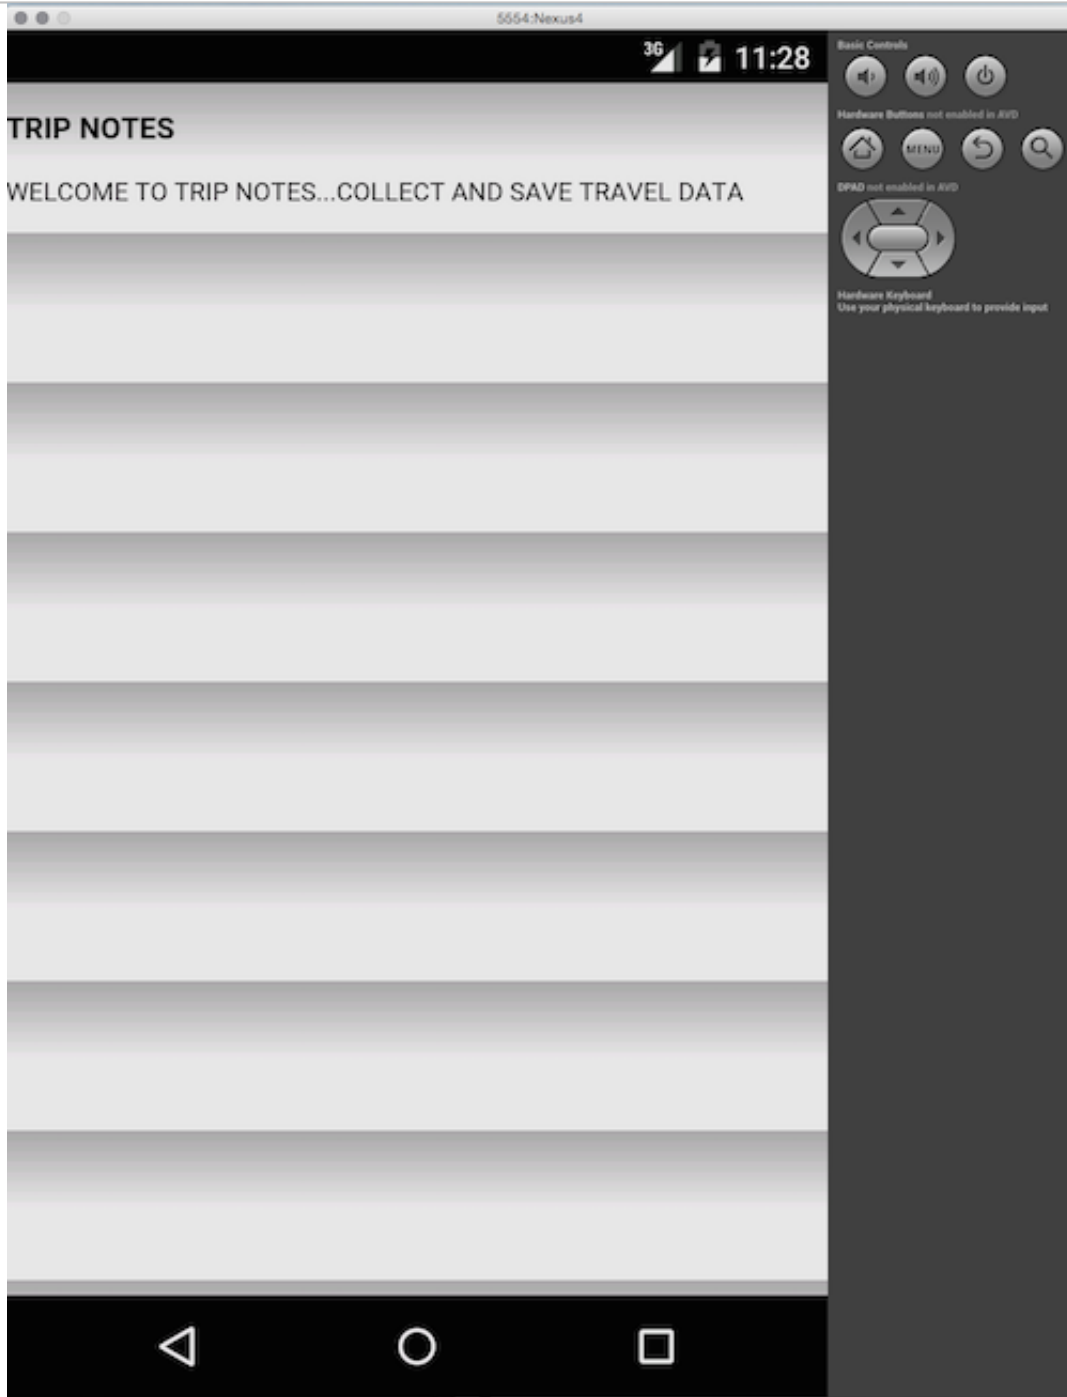 5554:Nexus4
3G 11:28
TRIP NOTES
WELCOME TO TRIP NOTES...COLLECT AND SAVE TRAVEL DATA
Basic Controls
Hardware Buttons not enabled in AVD
MENU
DPAD not enabled in AVD
Hardware Keyboard
Use your physical keyboard to provide input